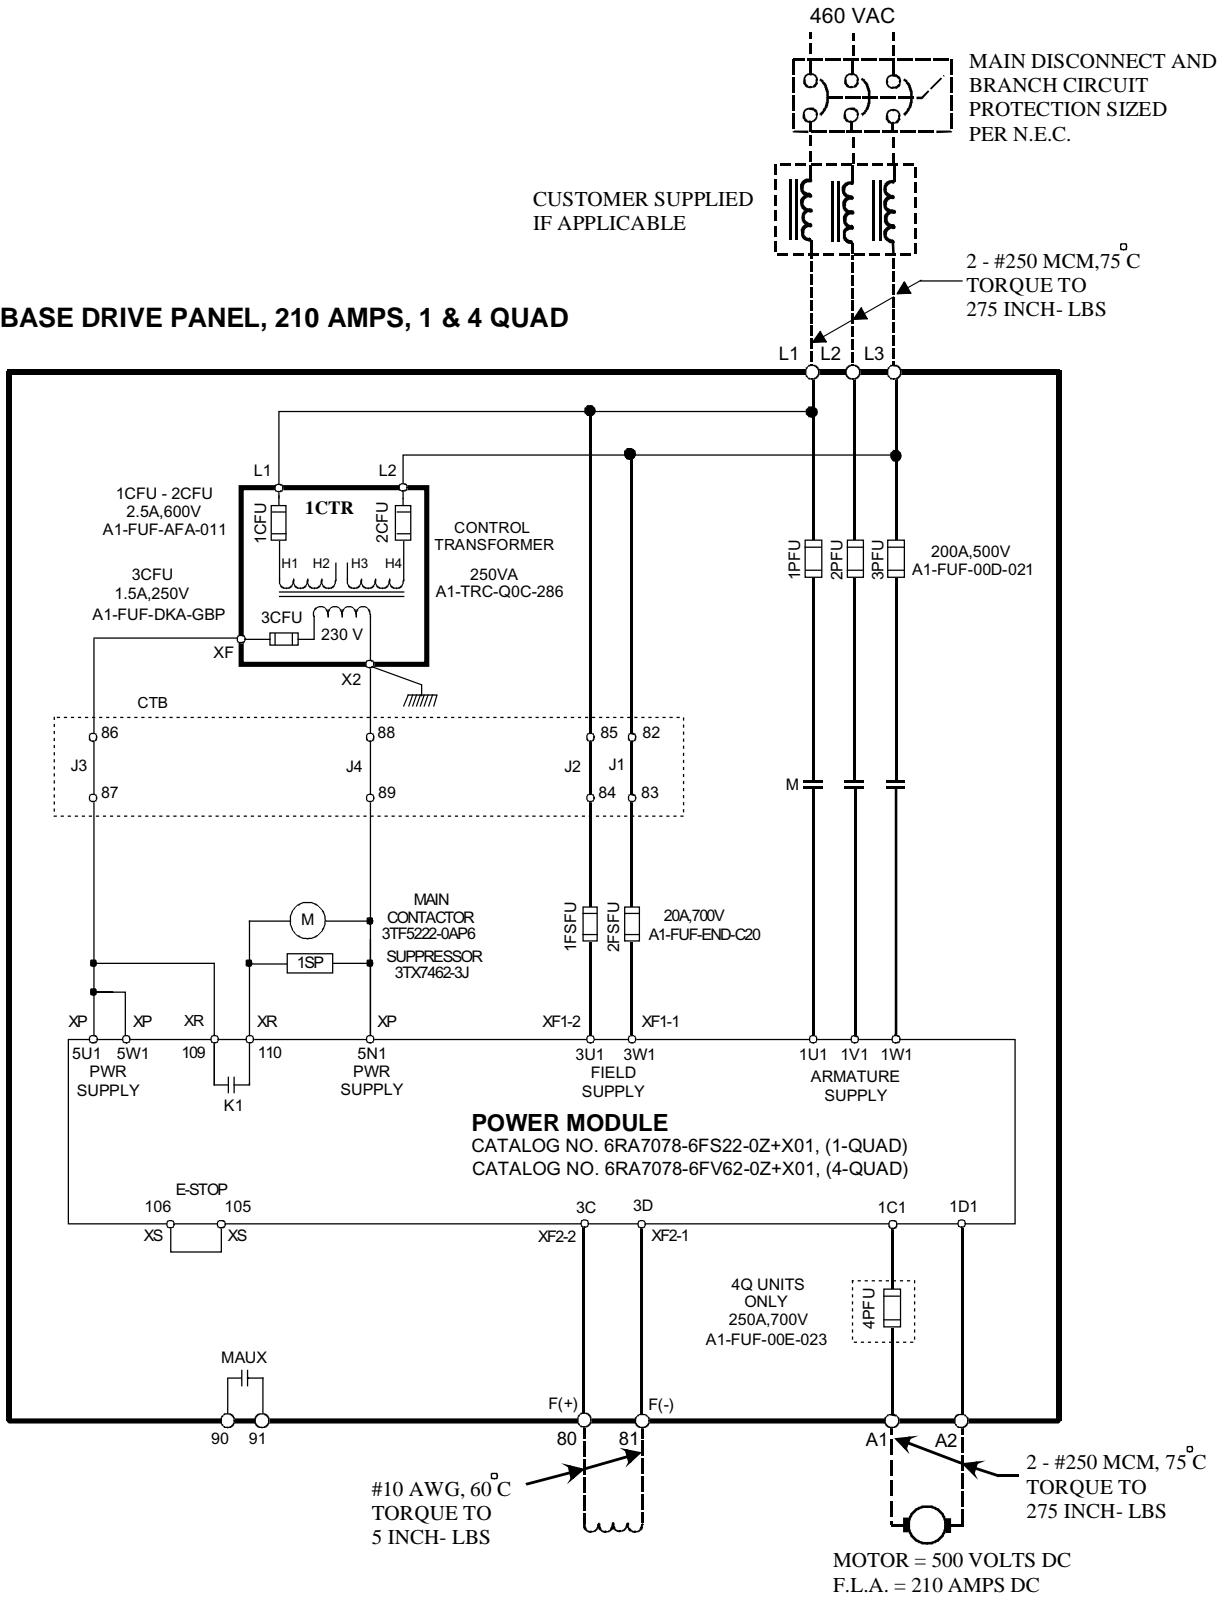 460 VAC
MAIN DISCONNECT AND
BRANCH CIRCUIT
PROTECTION SIZED
PER N.E.C.
CUSTOMER SUPPLIED
IF APPLICABLE
2 - #250 MCM,75°C
TORQUE TO
275 INCH- LBS
BASE DRIVE PANEL, 210 AMPS, 1 & 4 QUAD
L1 L2 L3
L1 L2
1CFU - 2CFU
2.5A,600V
A1-FUF-AFA-011
1CFU
1CTR
2CFU
CONTROL
TRANSFORMER
250VA
A1-TRC-Q0C-286
H1 H2 H3 H4
3CFU
1.5A,250V
A1-FUF-DKA-GBP
3CFU
230 V
XF
X2
1PFU
2PFU
3PFU
200A,500V
A1-FUF-00D-021
CTB
86 88 85 82
J3 J4 J2 J1
87 89 84 83
M
M
MAIN
CONTACTOR
3TF5222-0AP6
1SP
SUPPRESSOR
3TX7462-3J
1FSFU
2FSFU
20A,700V
A1-FUF-END-C20
XP XP XR XR XP XF1-2 XF1-1
5U1 5W1 109 110 5N1 3U1 3W1 1U1 1V1 1W1
PWR
SUPPLY
K1
PWR
SUPPLY
FIELD
SUPPLY
ARMATURE
SUPPLY
POWER MODULE
CATALOG NO. 6RA7078-6FS22-0Z+X01, (1-QUAD)
CATALOG NO. 6RA7078-6FV62-0Z+X01, (4-QUAD)
E-STOP
106 105 3C 3D 1C1 1D1
XS XS XF2-2 XF2-1
4Q UNITS
ONLY
250A,700V
A1-FUF-00E-023
4PFU
MAUX
F(+) F(-)
90 91 80 81 A1 A2
#10 AWG, 60°C
TORQUE TO
5 INCH- LBS
2 - #250 MCM, 75°C
TORQUE TO
275 INCH- LBS
MOTOR = 500 VOLTS DC
F.L.A. = 210 AMPS DC